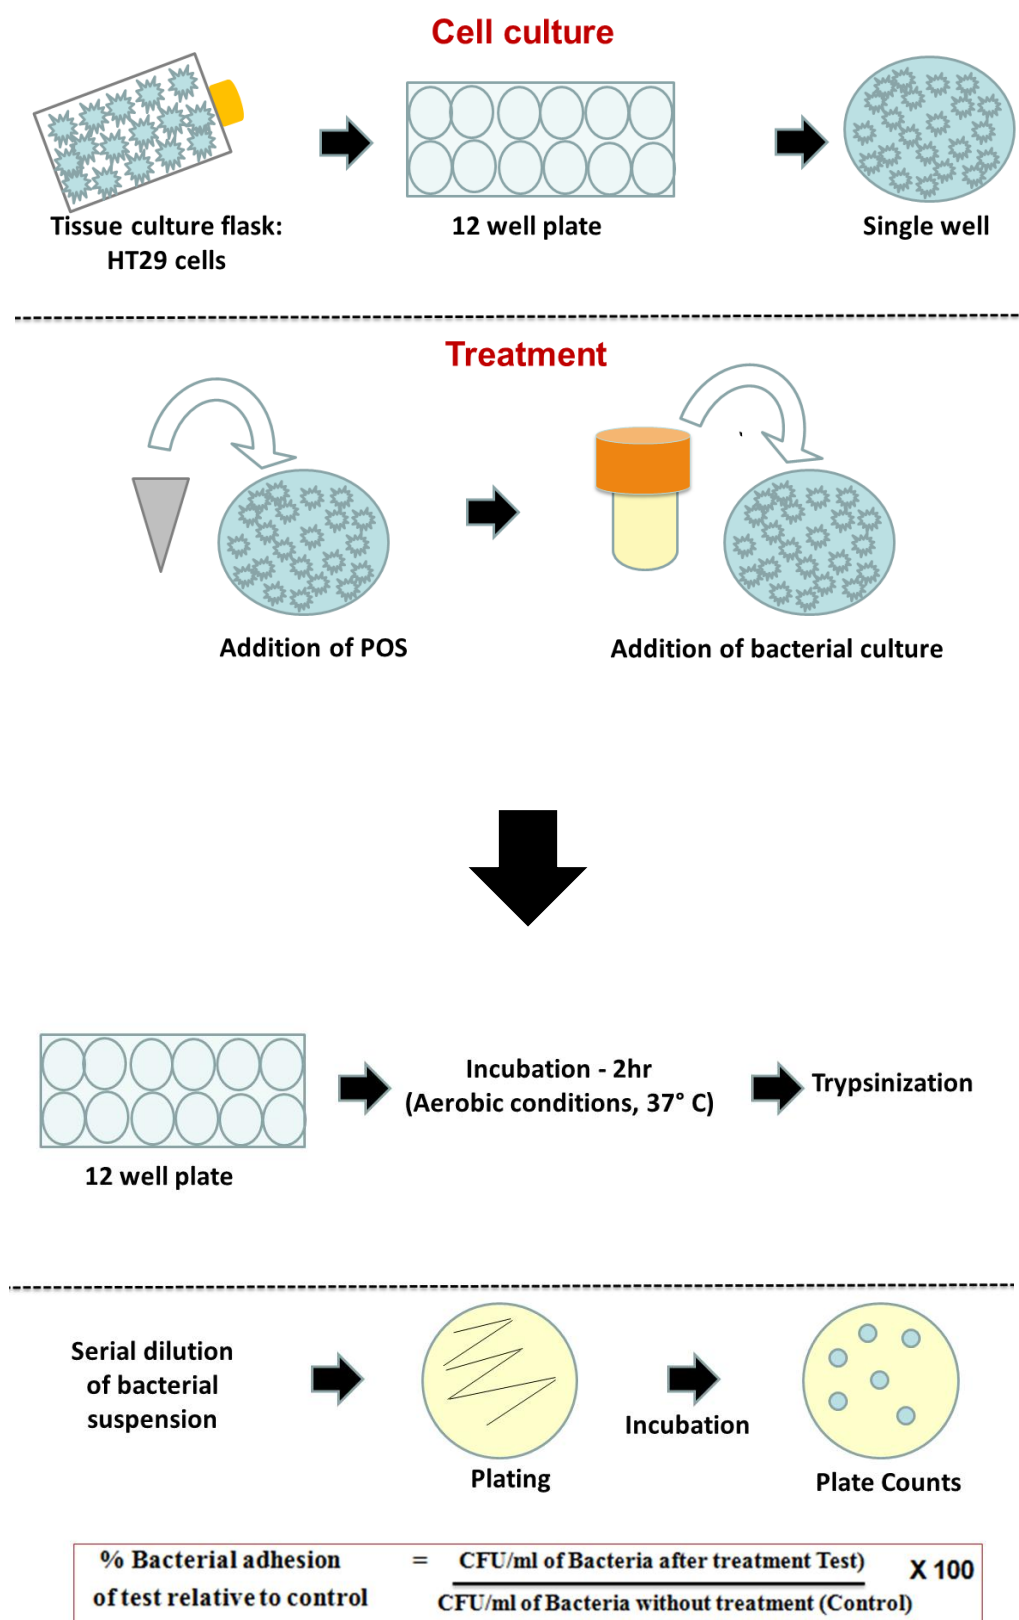 Cell culture
Tissue culture flask:
HT29 cells
12 well plate
Single well
Treatment
Addition of POS
Addition of bacterial culture
12 well plate
Incubation - 2hr
(Aerobic conditions, 37° C)
Trypsinization
Serial dilution
of bacterial
suspension
Plating
Incubation
Plate Counts
% Bacterial adhesion
of test relative to control
=
CFU/ml of Bacteria after treatment Test)
CFU/ml of Bacteria without treatment (Control)
X 100